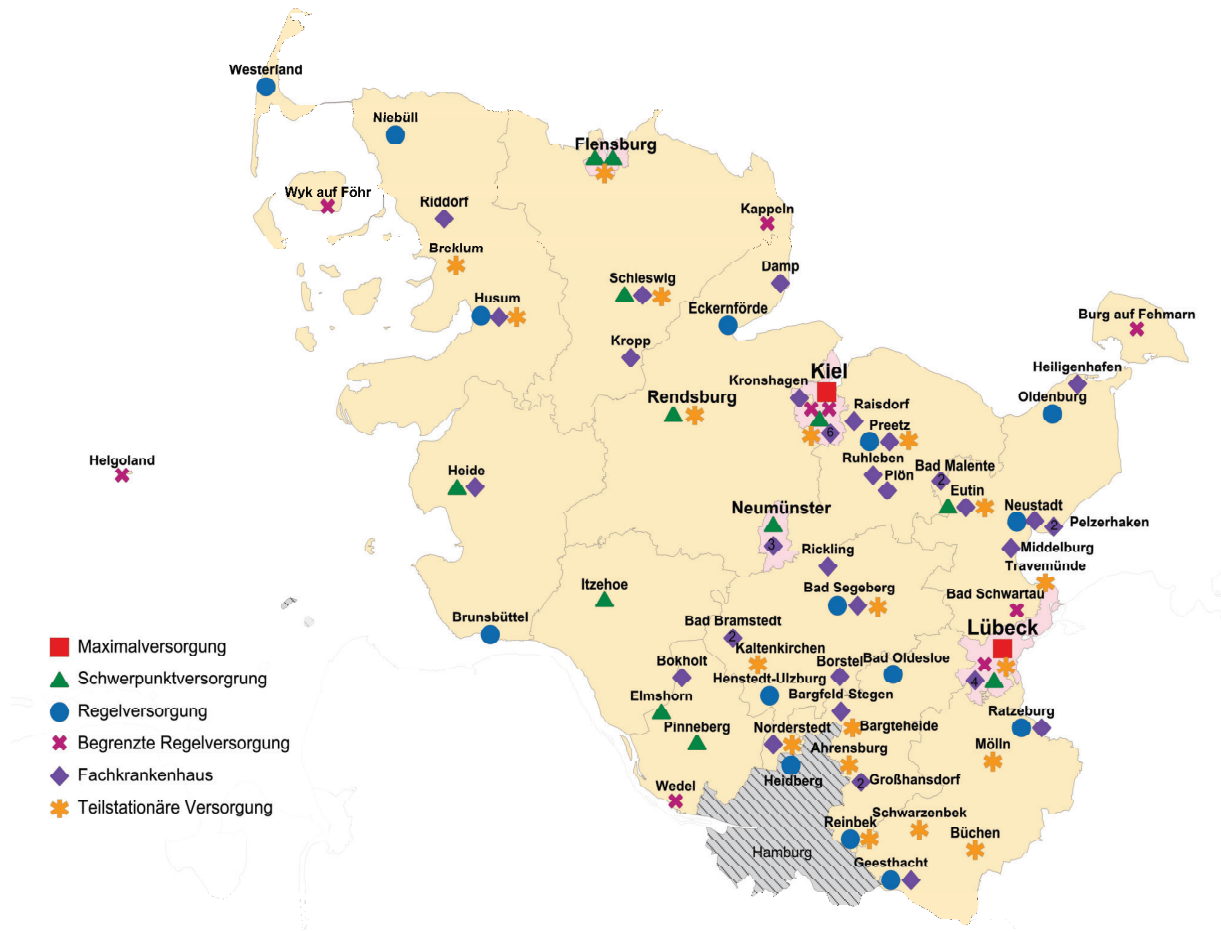 Westerland
Niebüll
Flensburg
Wyk auf Föhr
Riddorf
Kappeln
Breklum
Damp
Schleswig
Husum
Eckernförde
Burg auf Fehmarn
Kropp
Heiligenhafen
Kiel
Kronshagen
Rendsburg
Oldenburg
Raisdorf
Preetz
6
Helgoland
Heide
Ruhleben
Plön
Bad Malente
2
Eutin
Neumünster
3
Neustadt
2
Pelzerhaken
Middelburg
Rickling
Travemünde
Itzehoe
Bad Segeberg
Bad Schwartau
Brunsbüttel
Bad Bramstedt
2
Lübeck
4
Kaltenkirchen
Borstel
Bad Oldesloe
Bokholt
Henstedt-Ulzburg
Bargfeld Stegen
Elmshorn
Ratzeburg
Pinneberg
Norderstedt
Bargteheide
Ahrensburg
Mölln
Heidberg
2
Großhansdorf
Wedel
Reinbek
Schwarzenbek
Büchen
Hamburg
Geesthacht
Maximalversorgung
Schwerpunktversorgrung
Regelversorgung
Begrenzte Regelversorgung
Fachkrankenhaus
Teilstationäre Versorgung